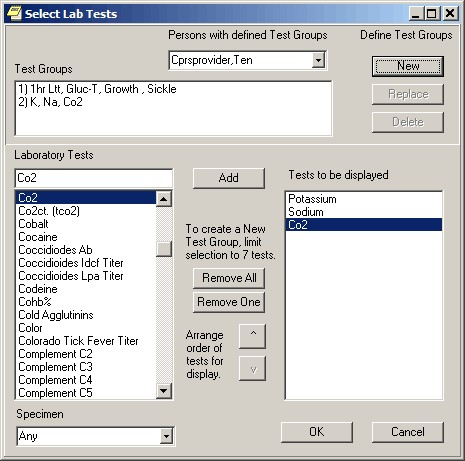 Select Lab Tests
Persons with defined Test Groups
Define Test Groups
Cprsprovider,Ten
New
Test Groups
1) 1hr Ltt, Gluc-T, Growth , Sickle
2) K, Na, Co2
Replace
Delete
Laboratory Tests
Co2
Add
Tests to be displayed
Co2
Co2ct. (tco2)
Cobalt
Cocaine
Coccidiodes Ab
Coccidioides Idcf Titer
Coccidioides Lpa Titer
Codeine
Cohb%
Cold Agglutinins
Color
Colorado Tick Fever Titer
Complement C2
Complement C3
Complement C4
Complement C5
To create a New
Test Group, limit
selection to 7 tests.
Remove All
Remove One
Arrange
order of
tests for
display.
^
v
Potassium
Sodium
Co2
Specimen
Any
OK
Cancel